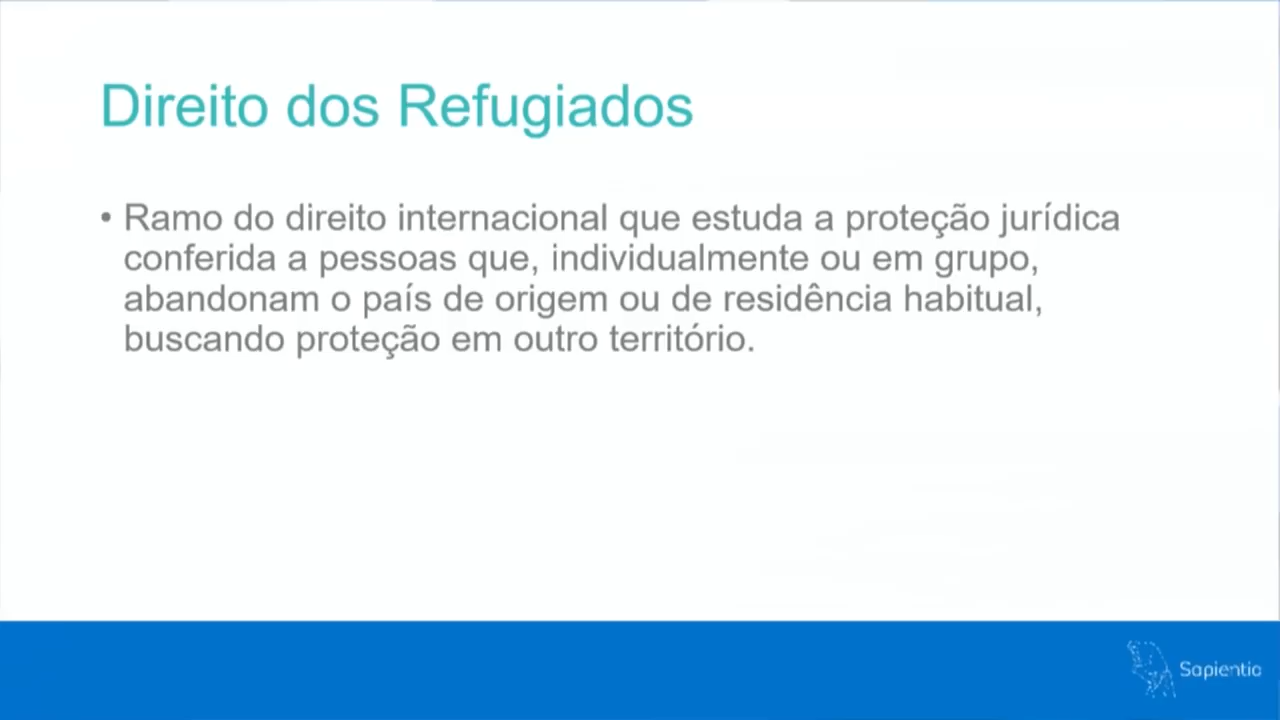 Direito dos Refugiados
• Ramo do direito internacional que estuda a proteção jurídica
conferida a pessoas que, individualmente ou em grupo,
abandonam o país de origem ou de residência habitual,
buscando proteção em outro território.
Sapientia